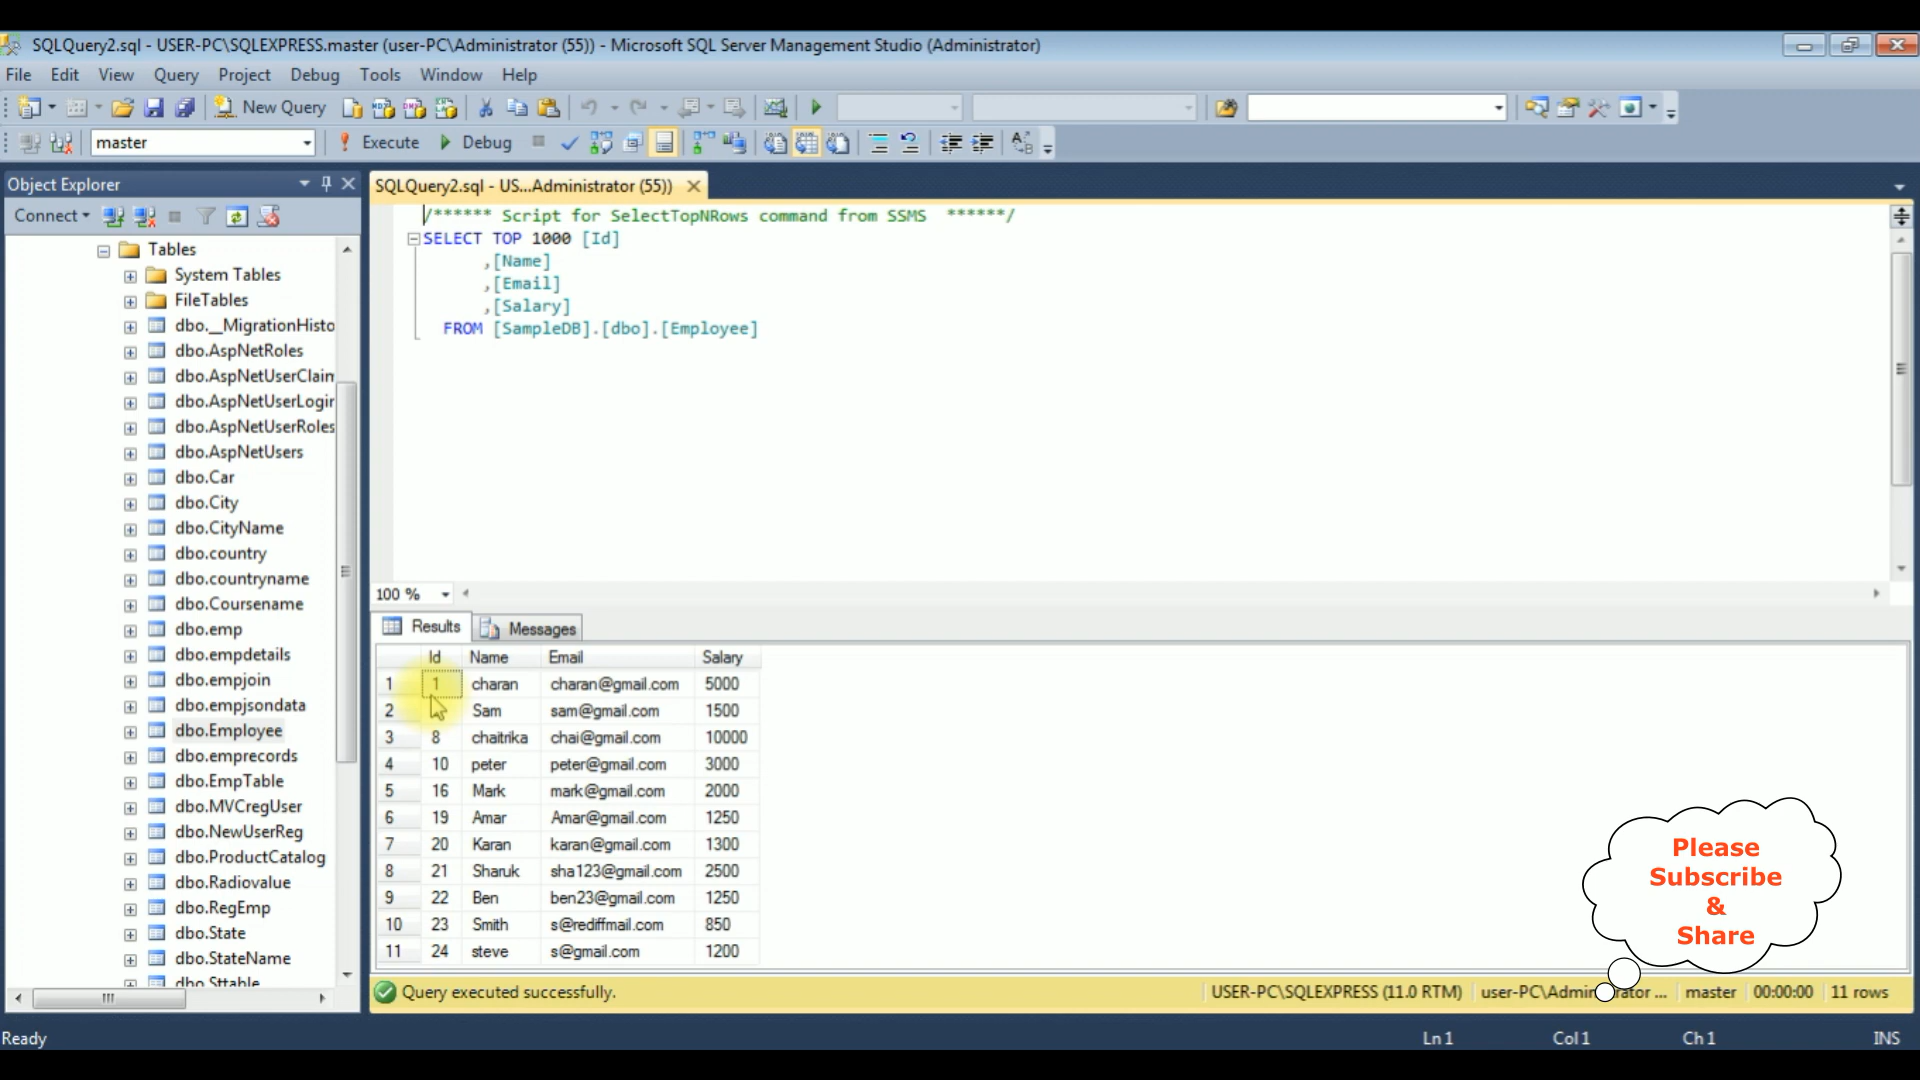 SQLQuery2.sql - USER-PC\SQLEXPRESS.master (user-PC\Administrator (55)) - Microsoft SQL Server Management Studio (Administrator)
File Edit View Query Project Debug Tools Window Help
New Query
master Execute Debug
Object Explorer
Connect
Tables
System Tables
FileTables
dbo.__MigrationHisto
dbo.AspNetRoles
dbo.AspNetUserClaim
dbo.AspNetUserLogin
dbo.AspNetUserRoles
dbo.AspNetUsers
dbo.Car
dbo.City
dbo.CityName
dbo.country
dbo.countryname
dbo.Coursename
dbo.emp
dbo.empdetails
dbo.empjoin
dbo.empjsondata
dbo.Employee
dbo.emprecords
dbo.EmpTable
dbo.MVCregUser
dbo.NewUserReg
dbo.ProductCatalog
dbo.Radiovalue
dbo.RegEmp
dbo.State
dbo.StateName
dbo.Sttable
SQLQuery2.sql - US...Administrator (55))
/****** Script for SelectTopNRows command from SSMS ******/
SELECT TOP 1000 [Id]
,[Name]
,[Email]
,[Salary]
FROM [SampleDB].[dbo].[Employee]
100 %
Results Messages
Id Name Email Salary
1 1 charan charan@gmail.com 5000
2 Sam sam@gmail.com 1500
3 8 chaitrika chai@gmail.com 10000
4 10 peter peter@gmail.com 3000
5 16 Mark mark@gmail.com 2000
6 19 Amar Amar@gmail.com 1250
7 20 Karan karan@gmail.com 1300
8 21 Sharuk sha123@gmail.com 2500
9 22 Ben ben23@gmail.com 1250
10 23 Smith s@rediffmail.com 850
11 24 steve s@gmail.com 1200
Please
Subscribe
&
Share
Query executed successfully. USER-PC\SQLEXPRESS (11.0 RTM) user-PC\Administrator ... master 00:00:00 11 rows
Ready Ln 1 Col 1 Ch 1 INS